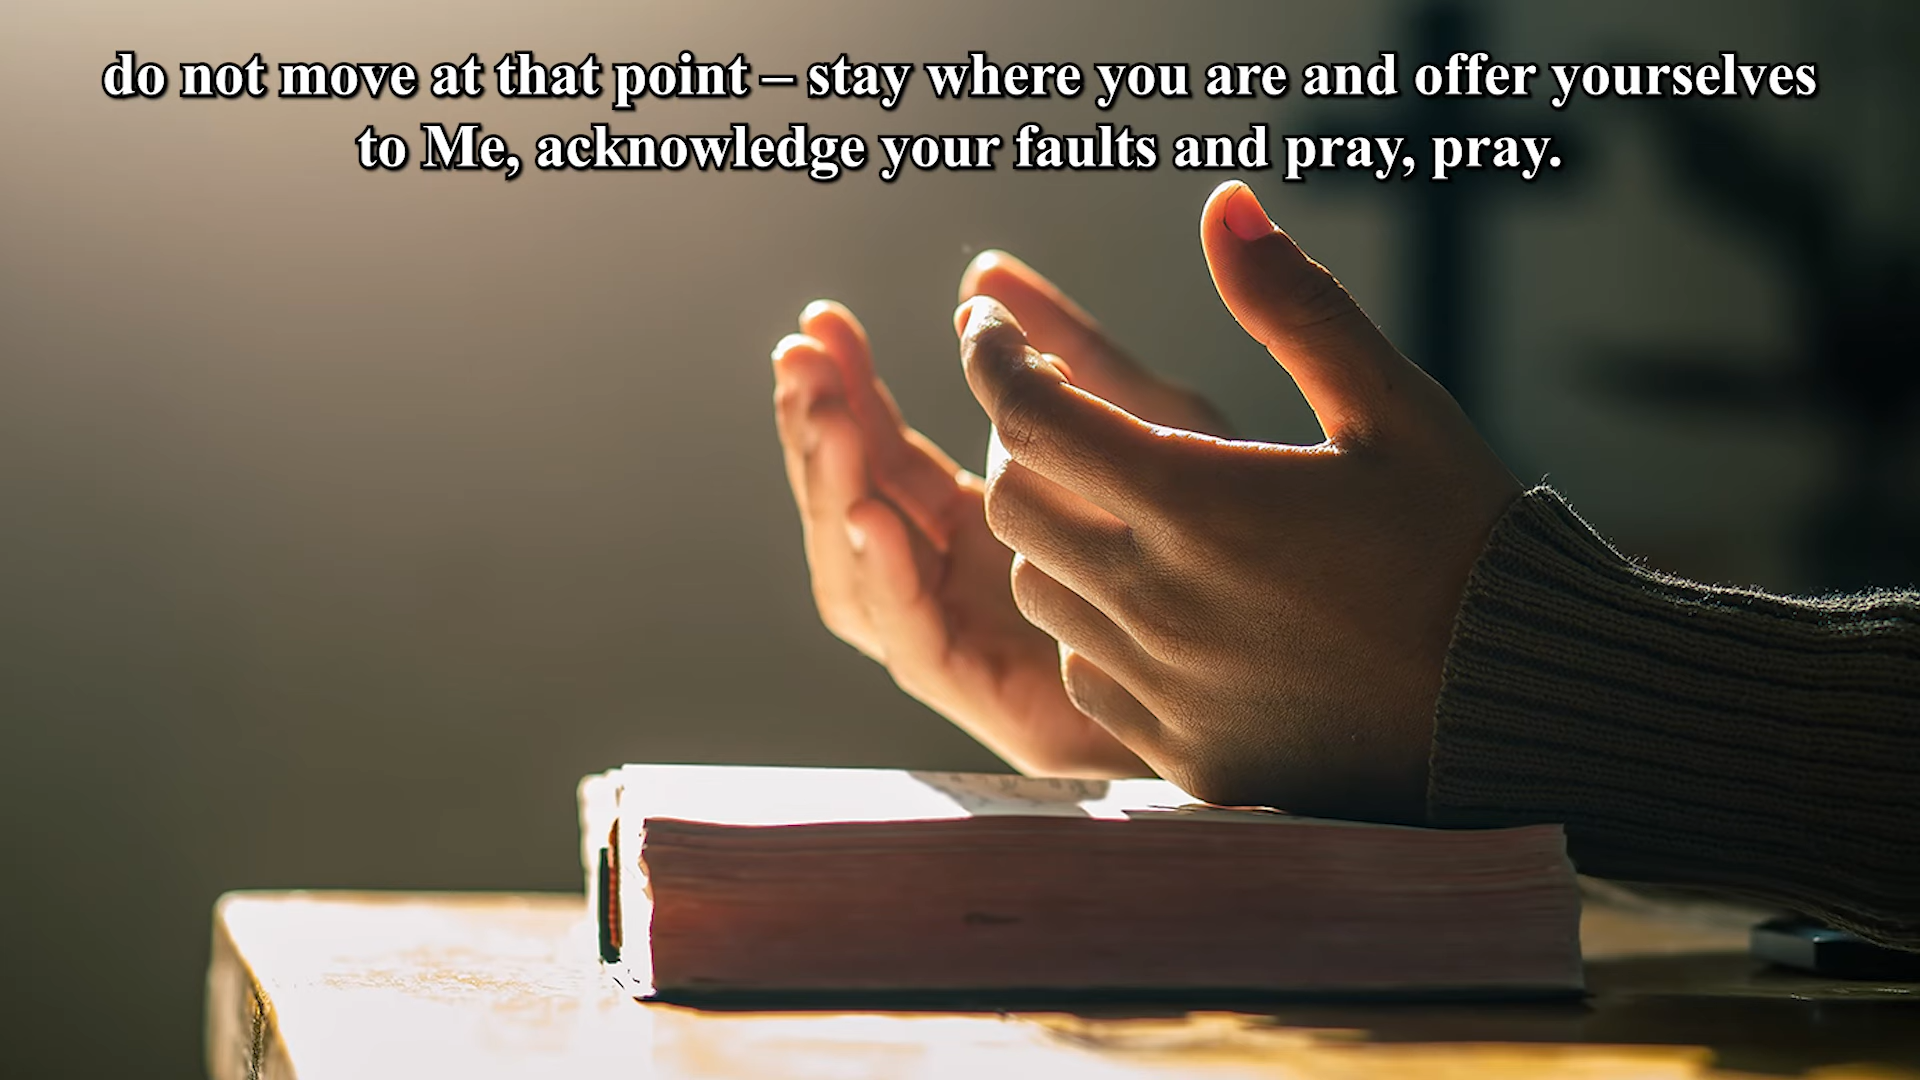 do not move at that point – stay where you are and offer yourselves
to Me, acknowledge your faults and pray, pray.